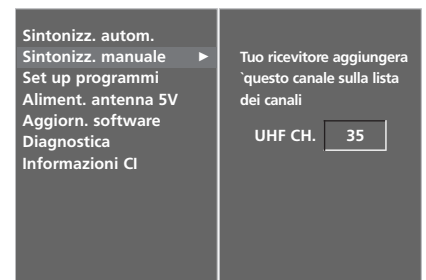 Sintonizz. autom.
Sintonizz. manuale ►
Set up programmi
Aliment. antenna 5V
Aggiorn. software
Diagnostica
Informazioni CI
Tuo ricevitore aggiungera
`questo canale sulla lista
dei canali
UHF CH. 35